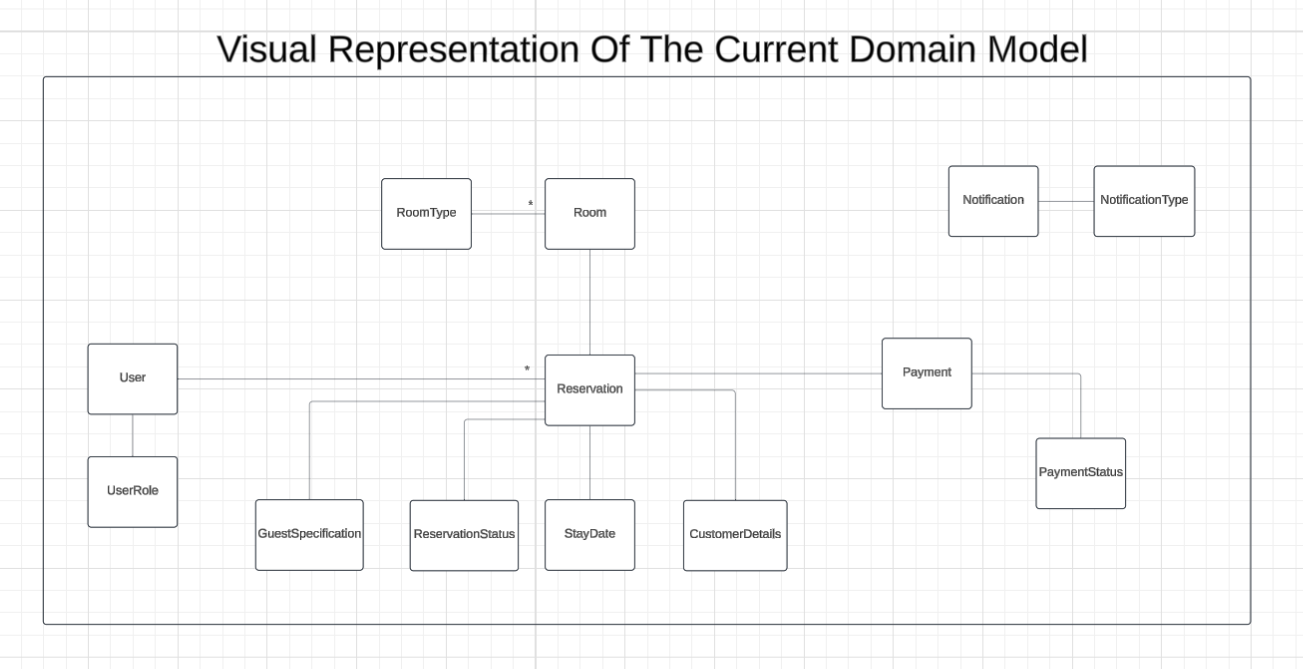 Visual Representation Of The Current Domain Model
RoomType
*
Room
Notification
NotificationType
User
*
Reservation
Payment
UserRole
PaymentStatus
GuestSpecification
ReservationStatus
StayDate
CustomerDetails